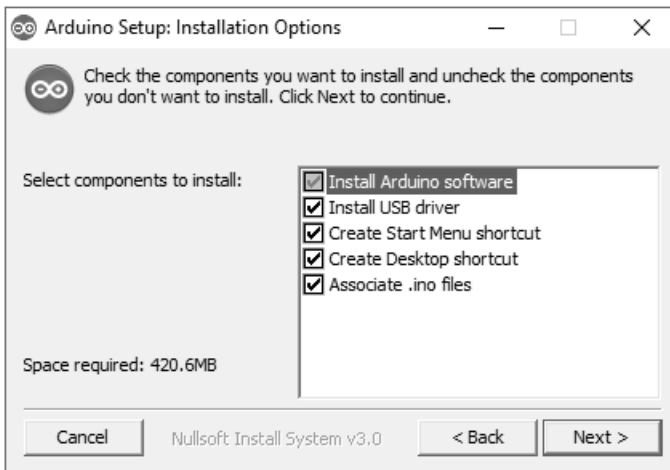 Arduino Setup: Installation Options
Check the components you want to install and uncheck the components
you don't want to install. Click Next to continue.
Select components to install:
Install Arduino software
Install USB driver
Create Start Menu shortcut
Create Desktop shortcut
Associate .ino files
Space required: 420.6MB
Cancel
Nullsoft Install System v3.0
< Back
Next >